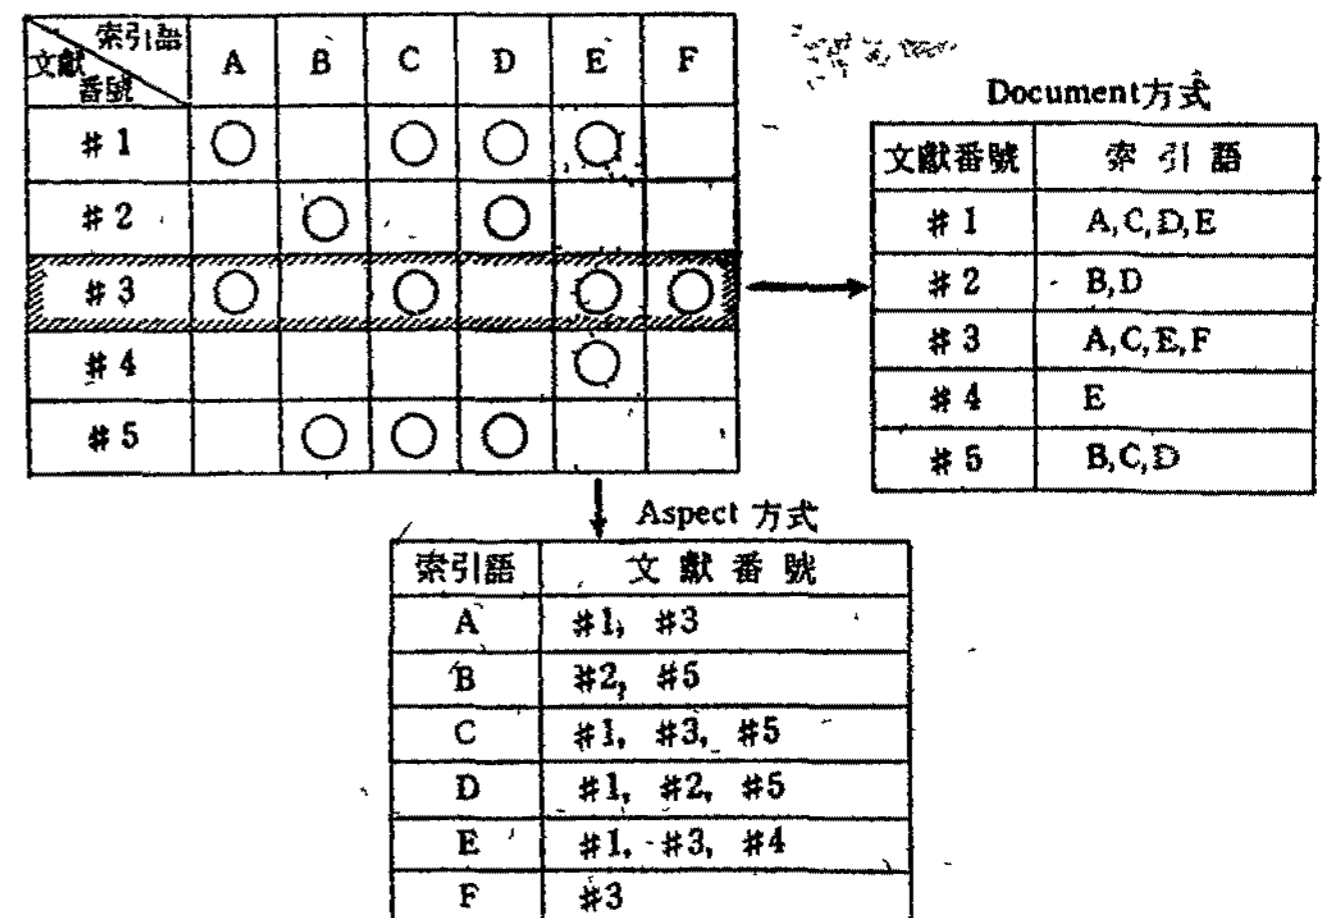 索引語
文獻番號
A B C D E F
# 1 ○ ○ ○ ○
# 2 ○ ○
# 3 ○ ○ ○ ○
# 4 ○
# 5 ○ ○ ○
Document方式
文獻番號 索引語
# 1 A,C,D,E
# 2 B,D
# 3 A,C,E,F
# 4 E
# 5 B,C,D
Aspect 方式
索引語 文獻番號
A #1, #3
B #2, #5
C #1, #3, #5
D #1, #2, #5
E #1, #3, #4
F #3